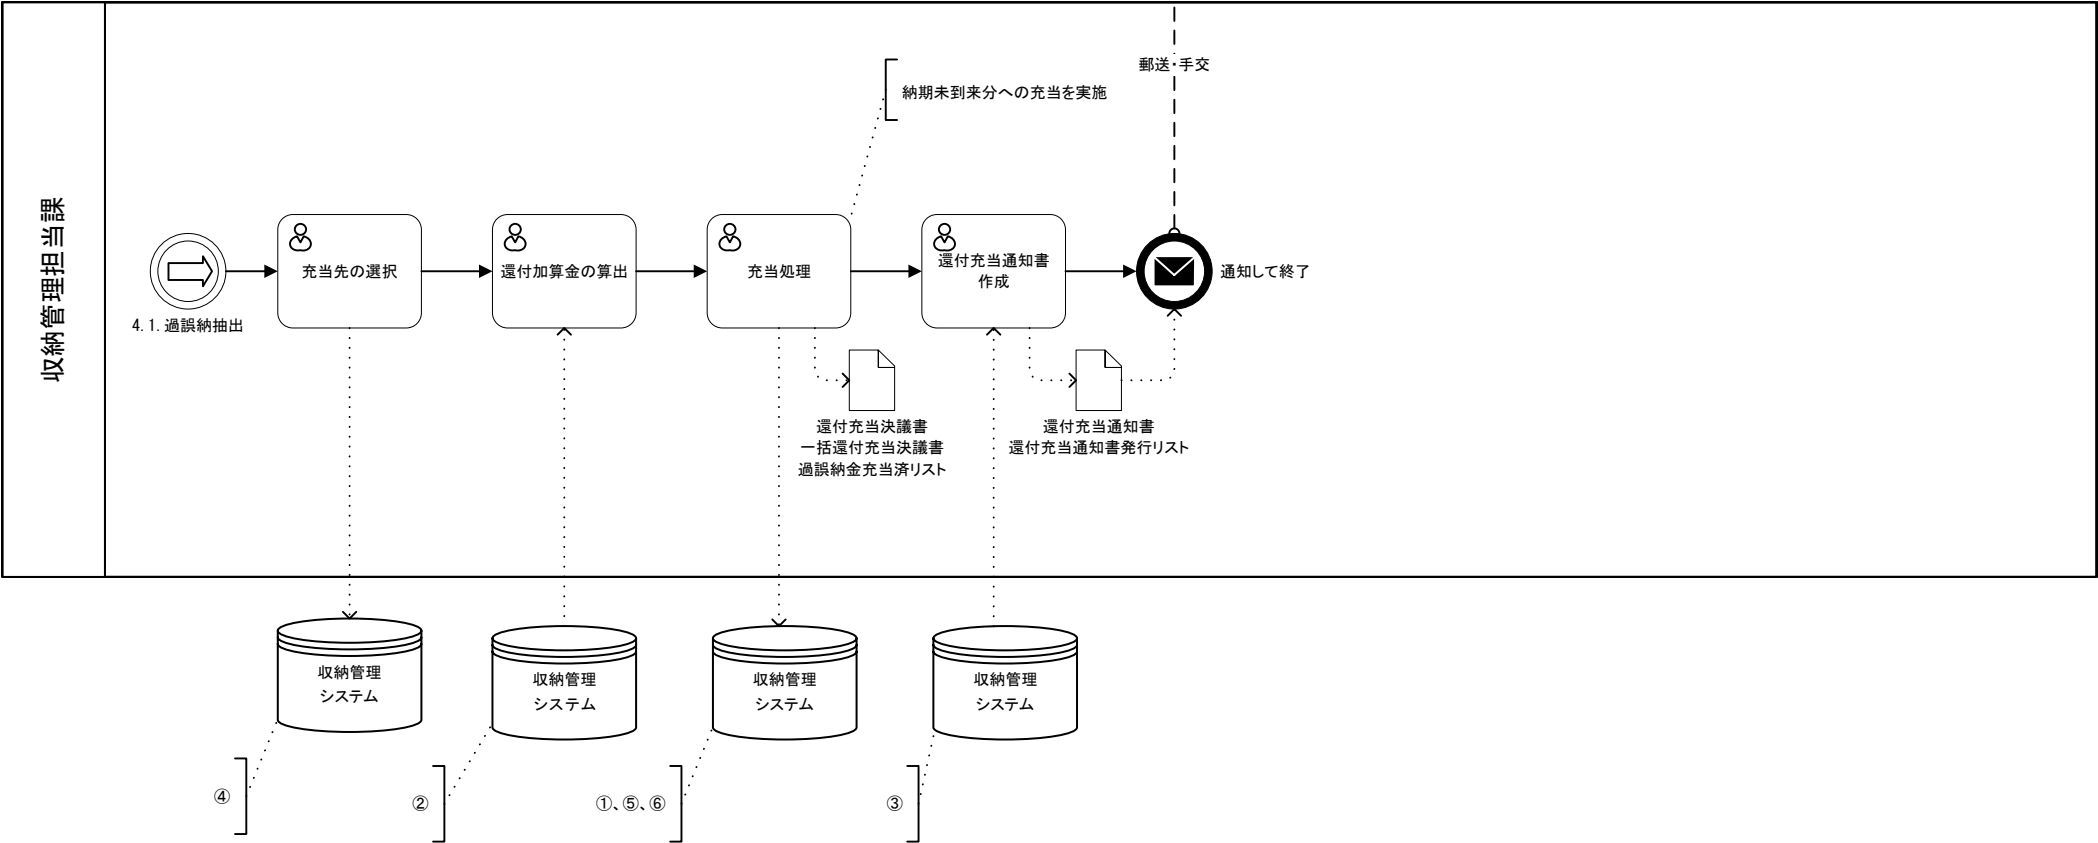 収納管理担当課
郵送・手交
納期未到来分への充当を実施
4.1.過誤納抽出
充当先の選択
還付加算金の算出
充当処理
還付充当通知書
作成
通知して終了
還付充当決議書
一括還付充当決議書
過誤納金充当済リスト
還付充当通知書
還付充当通知書発行リスト
収納管理
システム
収納管理
システム
収納管理
システム
収納管理
システム
④
②
①、⑤、⑥
③